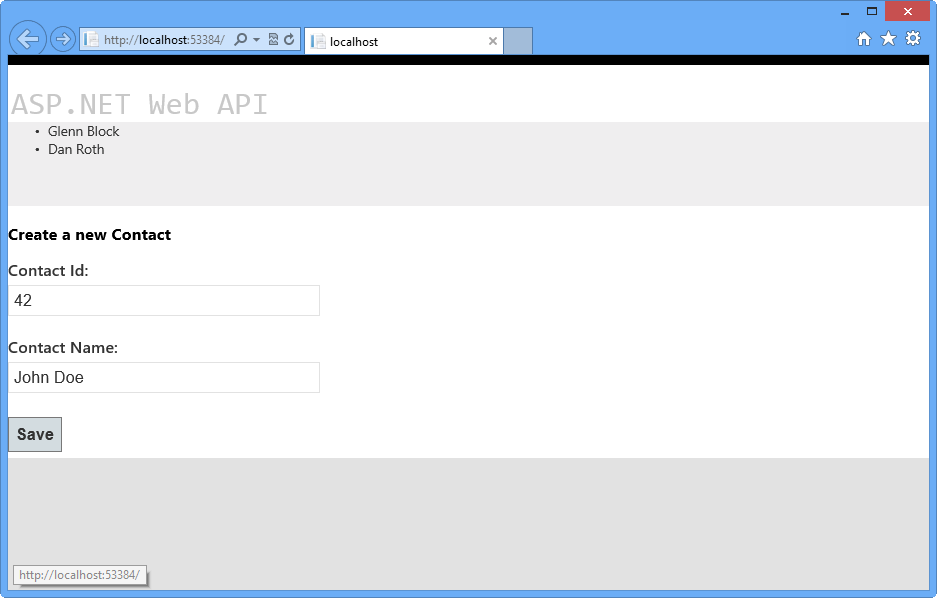 http://localhost:53384/
localhost
ASP.NET Web API
• Glenn Block
• Dan Roth
Create a new Contact
Contact Id:
42
Contact Name:
John Doe
Save
http://localhost:53384/